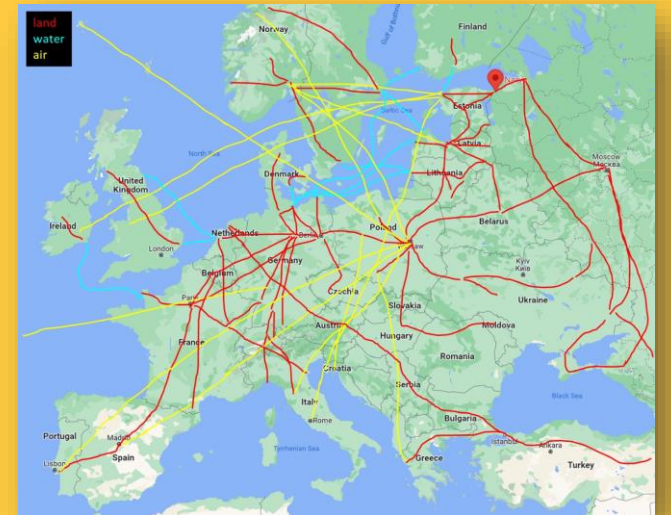 land
water
air
Norway
Finland
Gulf of Bothnia
Estonia
Baltic Sea
Latvia
Moscow
Москва
North Sea
Denmark
Lithuania
United
Kingdom
Ireland
Belarus
Netherlands
Poland
London
Germany
Belgium
Kyiv
Київ
Czechia
Ukraine
Slovakia
Paris
Austria
Hungary
Moldova
France
Romania
Croatia
Serbia
Italy
Black Sea
Rome
Bulgaria
Portugal
Madrid
Istanbul
Ankara
Spain
Tyrrhenian Sea
Lisbon
Greece
Turkey